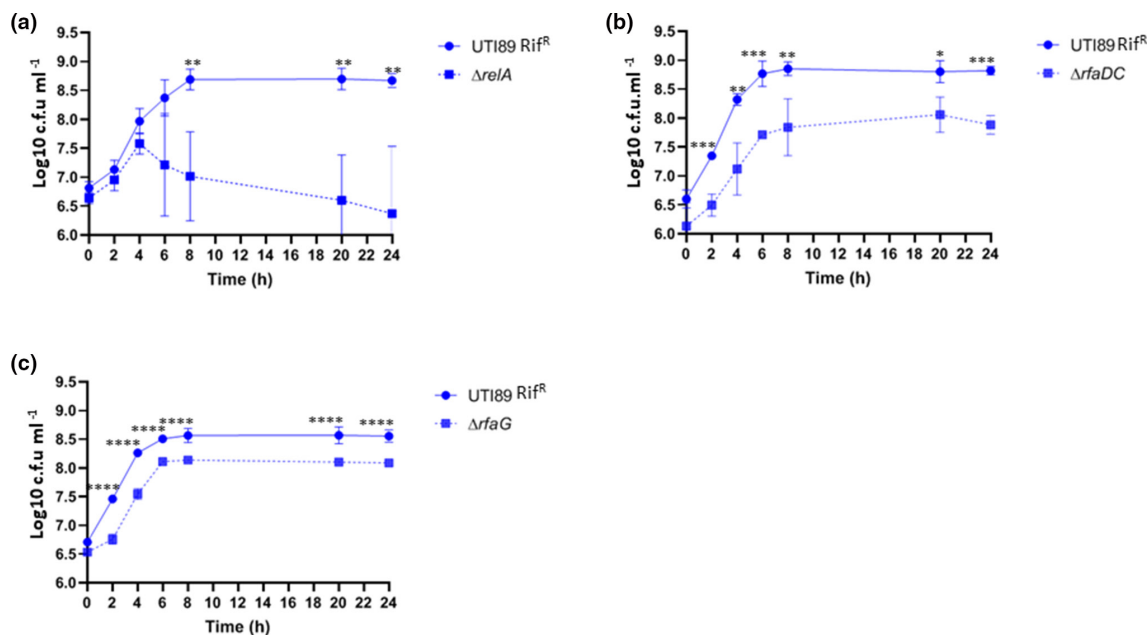 (a)
9.5
9.0
8.5
8.0
7.5
7.0
6.5
6.0
Log10 c.f.u ml -1
** ** **
0 2 4 6 8 10 12 14 16 18 20 22 24
Time (h)
UTI89 RifR
ΔrelA
(b)
9.5
9.0
8.5
8.0
7.5
7.0
6.5
6.0
Log10 c.f.u.ml -1
*** ** *** ** * ***
0 2 4 6 8 10 12 14 16 18 20 22 24
Time (h)
UTI89 RifR
ΔrfaDC
(c)
9.5
9.0
8.5
8.0
7.5
7.0
6.5
6.0
Log10 c.f.u ml -1
**** **** **** **** **** ****
0 2 4 6 8 10 12 14 16 18 20 22 24
Time (h)
UTI89 RifR
ΔrfaG